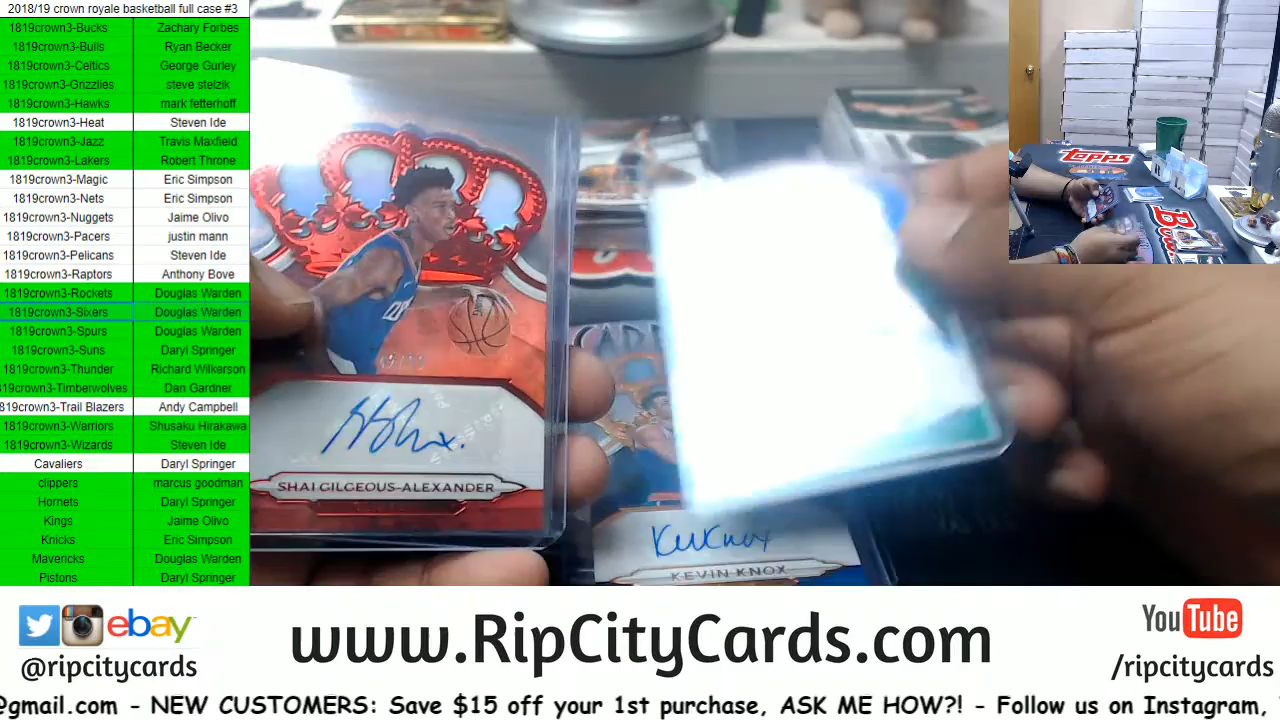 2018/19 crown royale basketball full case #3
1819crown3-Bucks Zachary Forbes
1819crown3-Bulls Ryan Becker
1819crown3-Celtics George Gurley
1819crown3-Grizzlies steve stelzik
1819crown3-Hawks mark fetterhoff
1819crown3-Heat Steven Ide
1819crown3-Jazz Travis Maxfield
1819crown3-Lakers Robert Throne
1819crown3-Magic Eric Simpson
1819crown3-Nets Eric Simpson
1819crown3-Nuggets Jaime Olivo
1819crown3-Pacers justin mann
1819crown3-Pelicans Steven Ide
1819crown3-Raptors Anthony Bove
1819crown3-Rockets Douglas Warden
1819crown3-Sixers Douglas Warden
1819crown3-Spurs Douglas Warden
1819crown3-Suns Daryl Springer
1819crown3-Thunder Richard Wilkerson
1819crown3-Timberwolves Dan Gardner
819crown3-Trail Blazers Andy Campbell
1819crown3-Warriors Shusaku Hirakawa
1819crown3-Wizards Steven Ide
Cavaliers Daryl Springer
clippers marcus goodman
Hornets Daryl Springer
Kings Jaime Olivo
Knicks Eric Simpson
Mavericks Douglas Warden
Pistons Daryl Springer
SHAI GILGEOUS-ALEXANDER
KEVIN KNOX
topps
ebay
@ripcitycards
www.RipCityCards.com
YouTube
/ripcitycards
@gmail.com - NEW CUSTOMERS: Save $15 off your 1st purchase, ASK ME HOW?! - Follow us on Instagram,